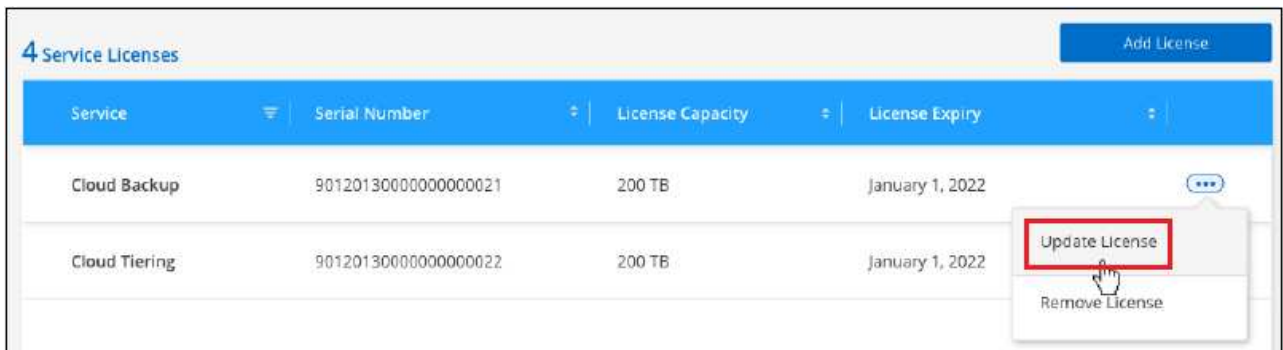 4 Service Licenses
Add License
Service Serial Number License Capacity License Expiry
Cloud Backup 90120130000000000021 200 TB January 1, 2022
Update License
Cloud Tiering 90120130000000000022 200 TB January 1, 2022
Remove License